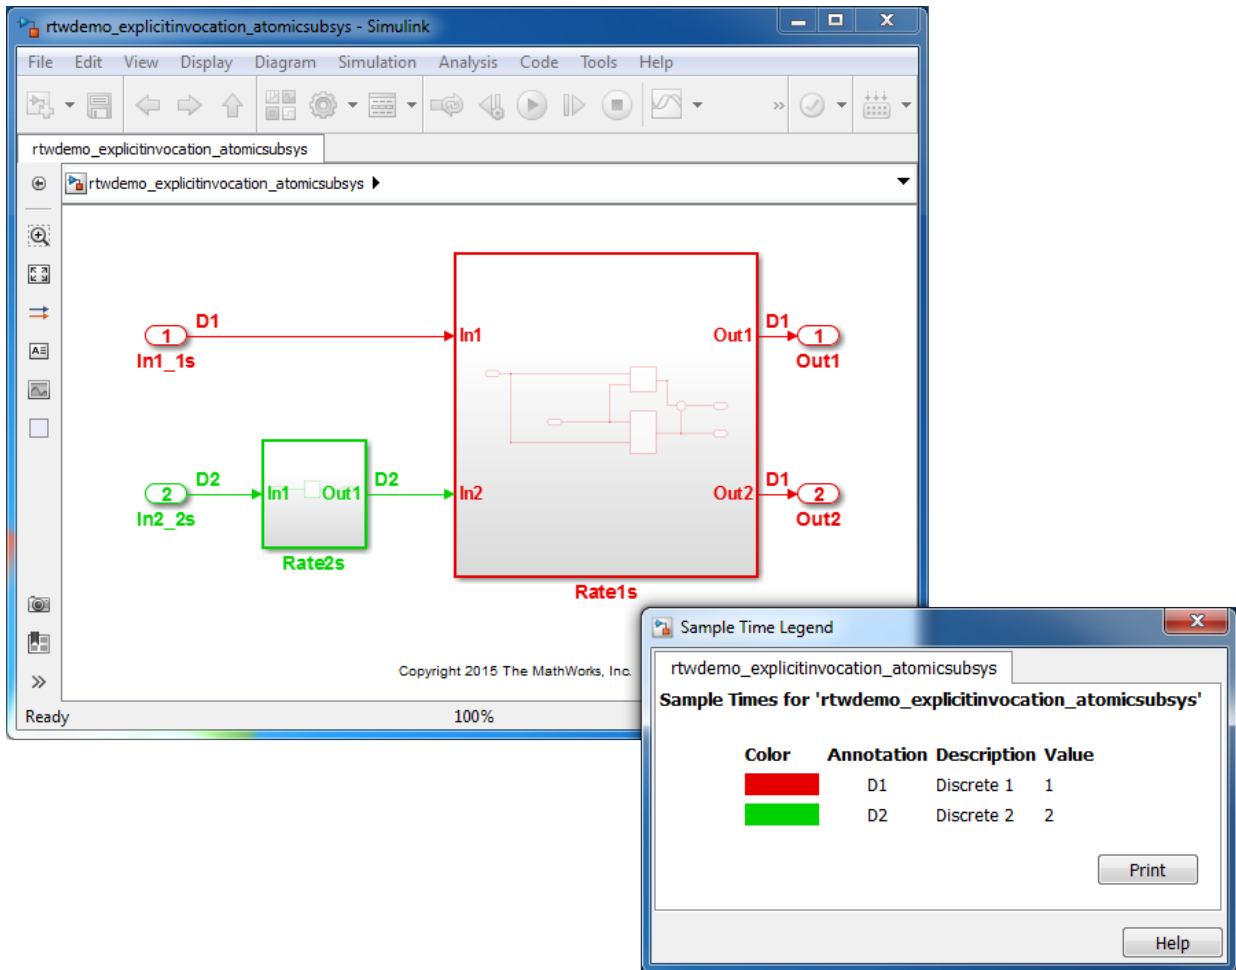 rtwdemo_explicitinvocation_atomicsubsys - Simulink
File Edit View Display Diagram Simulation Analysis Code Tools Help
rtwdemo_explicitinvocation_atomicsubsys
rtwdemo_explicitinvocation_atomicsubsys
1
In1_1s
D1
In1
Out1
D1
1
Out1
2
In2_2s
D2
In1
Out1
Rate2s
D2
In2
Out2
D1
2
Out2
Rate1s
Copyright 2015 The MathWorks, Inc.
Ready 100%
Sample Time Legend
rtwdemo_explicitinvocation_atomicsubsys
Sample Times for 'rtwdemo_explicitinvocation_atomicsubsys'
Color Annotation Description Value
D1 Discrete 1 1
D2 Discrete 2 2
Print
Help